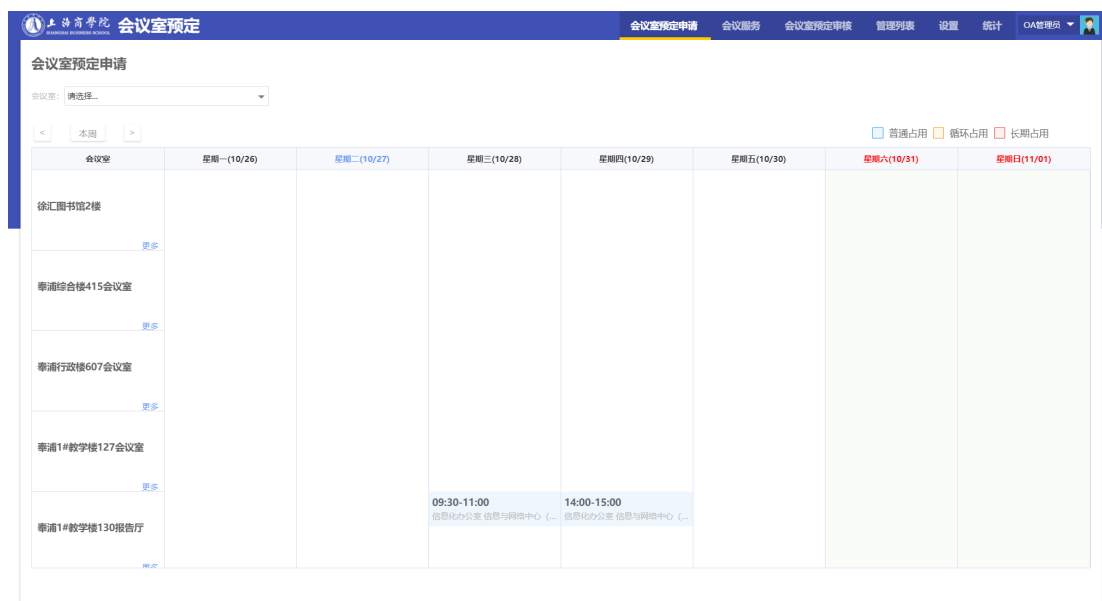 上海商学院 会议室预定 会议室预定申请 会议服务 会议室预定审核 管理列表 设置 统计 OA管理员
SHANGHAI BUSINESS SCHOOL
会议室预定申请
会议室: 请选择...
< 本周 > 普通占用 循环占用 长期占用
会议室 星期一(10/26) 星期二(10/27) 星期三(10/28) 星期四(10/29) 星期五(10/30) 星期六(10/31) 星期日(11/01)
徐汇图书馆2楼
更多
奉浦综合楼415会议室
更多
奉浦行政楼607会议室
更多
奉浦1#教学楼127会议室
更多
09:30-11:00 14:00-15:00
信息化办公室 信息与网络中心（... 信息化办公室 信息与网络中心（...
奉浦1#教学楼130报告厅
更多